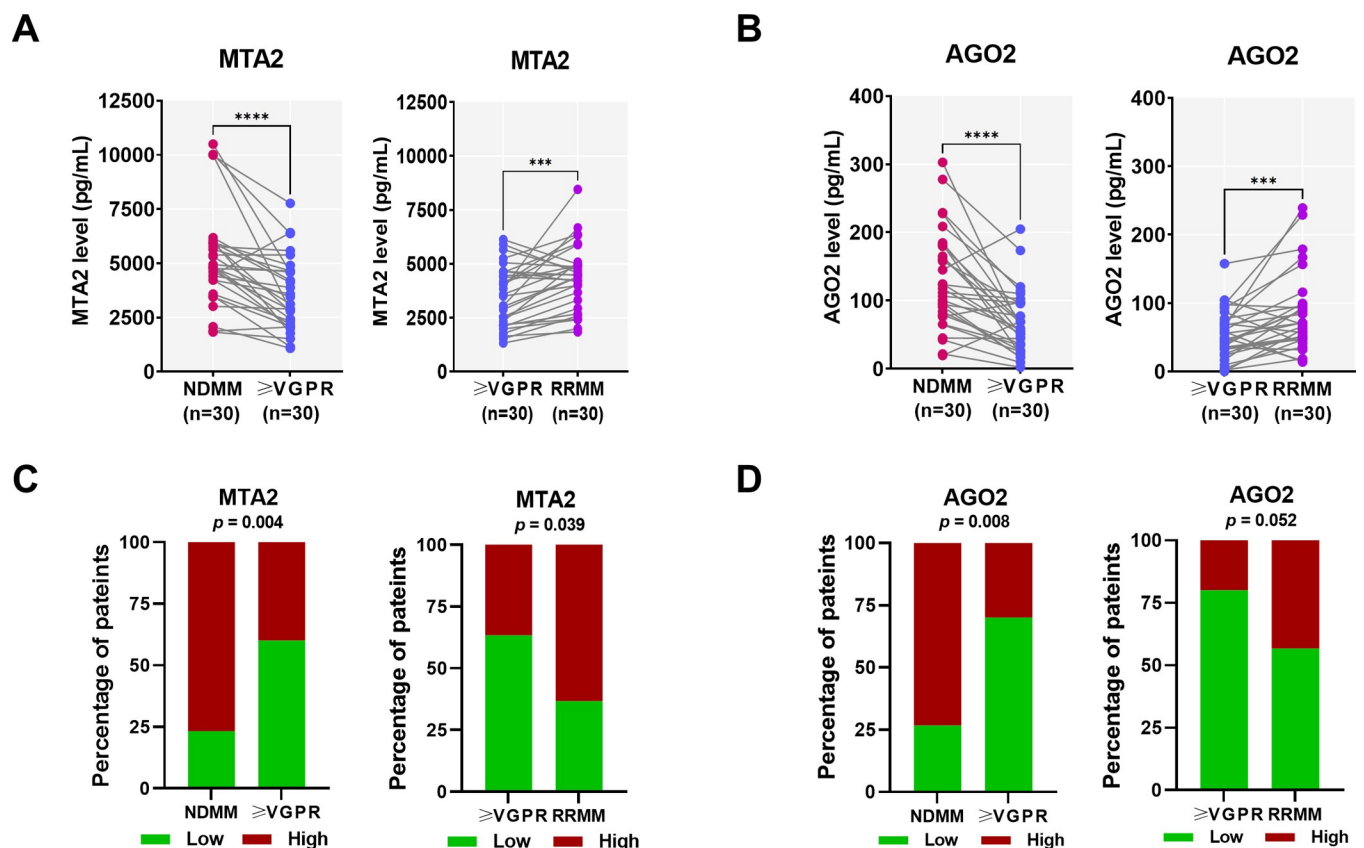 A
MTA2
MTA2 level (pg/mL)
12500
10000
7500
5000
2500
0
****
NDMM
(n=30)
≥VGPR
(n=30)
MTA2
MTA2 level (pg/mL)
12500
10000
7500
5000
2500
0
***
≥VGPR
(n=30)
RRMM
(n=30)
B
AGO2
AGO2 level (pg/mL)
400
300
200
100
0
****
NDMM
(n=30)
≥VGPR
(n=30)
AGO2
AGO2 level (pg/mL)
400
300
200
100
0
***
≥VGPR
(n=30)
RRMM
(n=30)
C
MTA2
p = 0.004
Percentage of pateints
100
75
50
25
0
NDMM
≥VGPR
Low
High
MTA2
p = 0.039
Percentage of pateints
100
75
50
25
0
≥VGPR
RRMM
Low
High
D
AGO2
p = 0.008
Percentage of pateints
100
75
50
25
0
NDMM
≥VGPR
Low
High
AGO2
p = 0.052
Percentage of pateints
100
75
50
25
0
≥VGPR
RRMM
Low
High